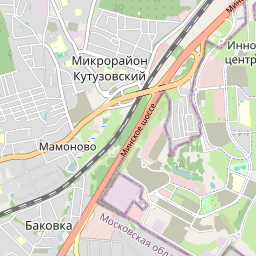 Микрорайон
Кутузовский
Инно
центр
Мамоново
Минское шоссе
Баковка
Московская обл